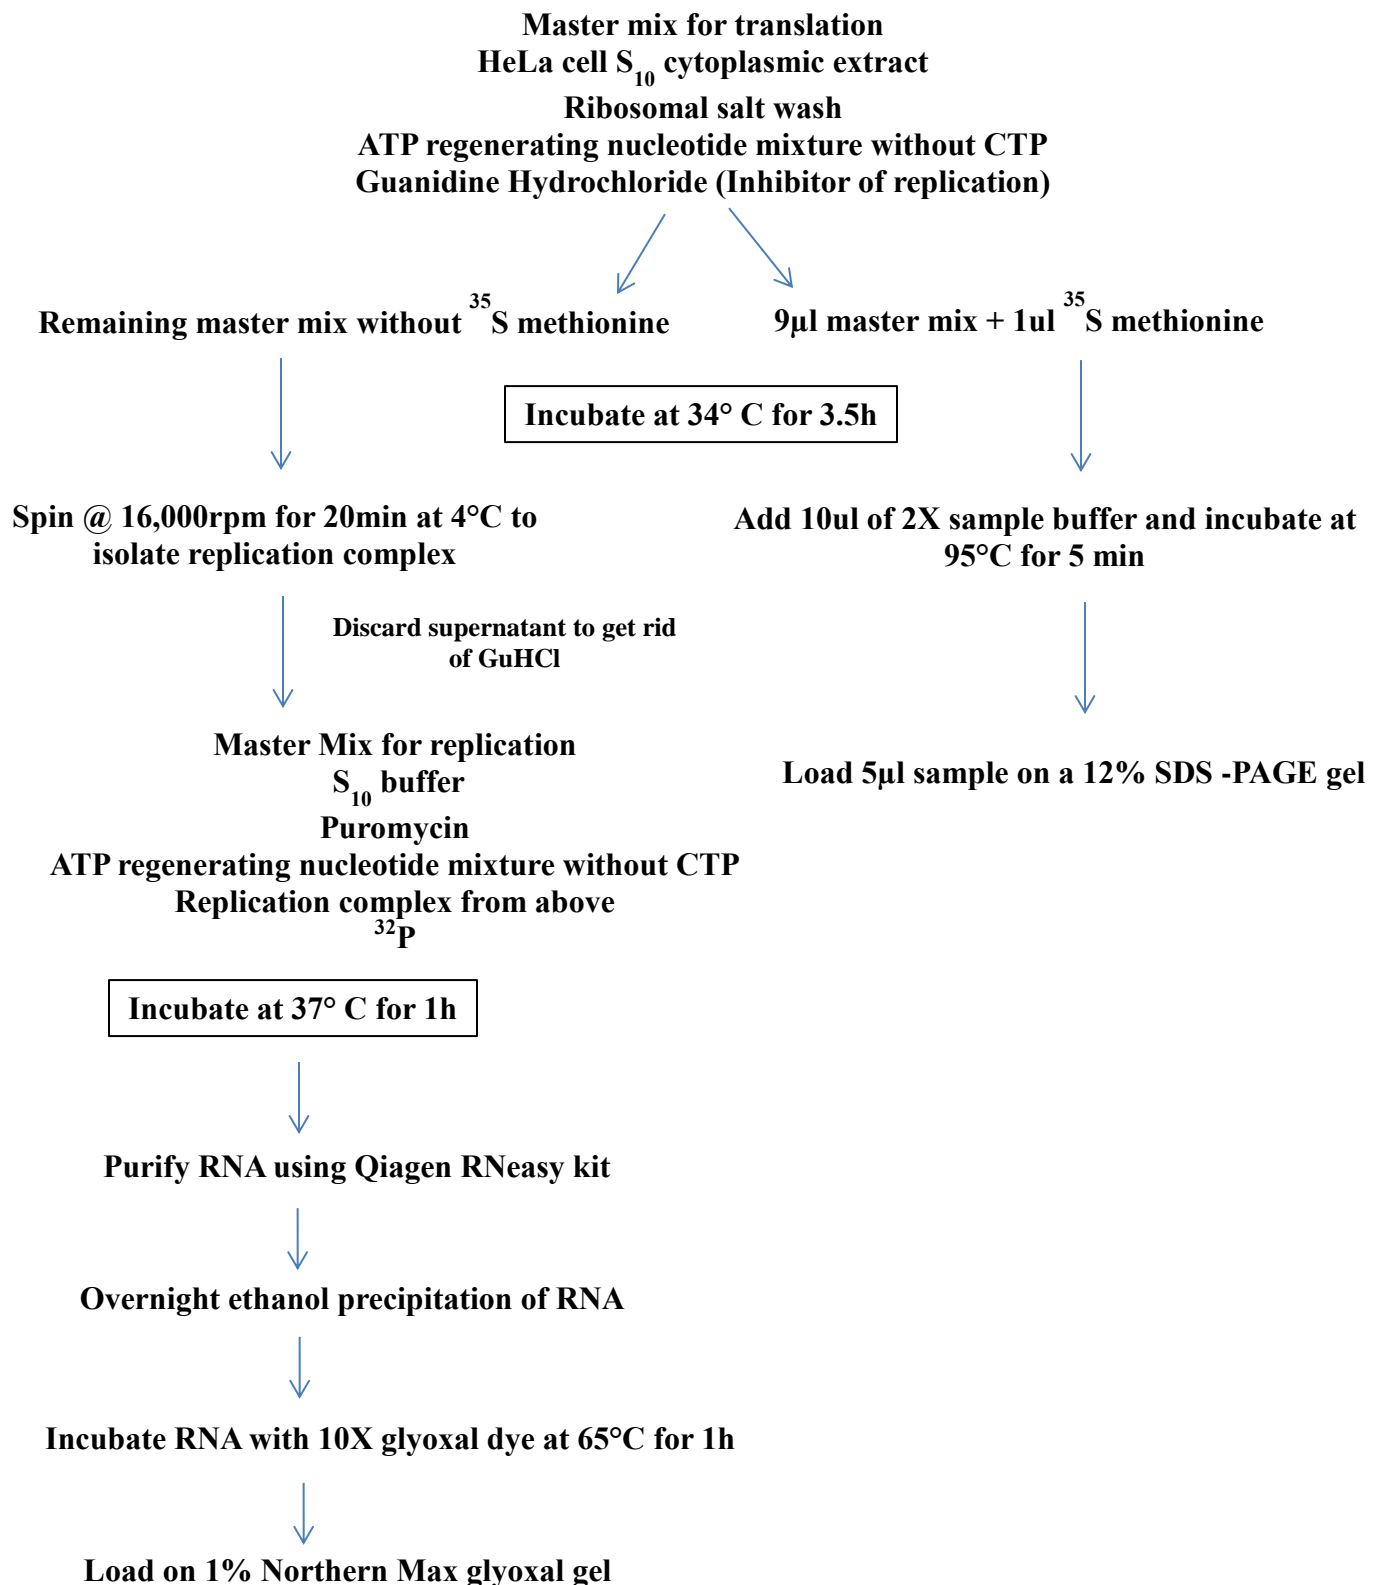 Master mix for translation
HeLa cell S10 cytoplasmic extract
Ribosomal salt wash
ATP regenerating nucleotide mixture without CTP
Guanidine Hydrochloride (Inhibitor of replication)
Remaining master mix without 35S methionine
9µl master mix + 1ul 35S methionine
Incubate at 34° C for 3.5h
Spin @ 16,000rpm for 20min at 4°C to
isolate replication complex
Add 10ul of 2X sample buffer and incubate at
95°C for 5 min
Discard supernatant to get rid
of GuHCl
Master Mix for replication
S10 buffer
Puromycin
ATP regenerating nucleotide mixture without CTP
Replication complex from above
32P
Load 5µl sample on a 12% SDS -PAGE gel
Incubate at 37° C for 1h
Purify RNA using Qiagen RNeasy kit
Overnight ethanol precipitation of RNA
Incubate RNA with 10X glyoxal dye at 65°C for 1h
Load on 1% Northern Max glyoxal gel